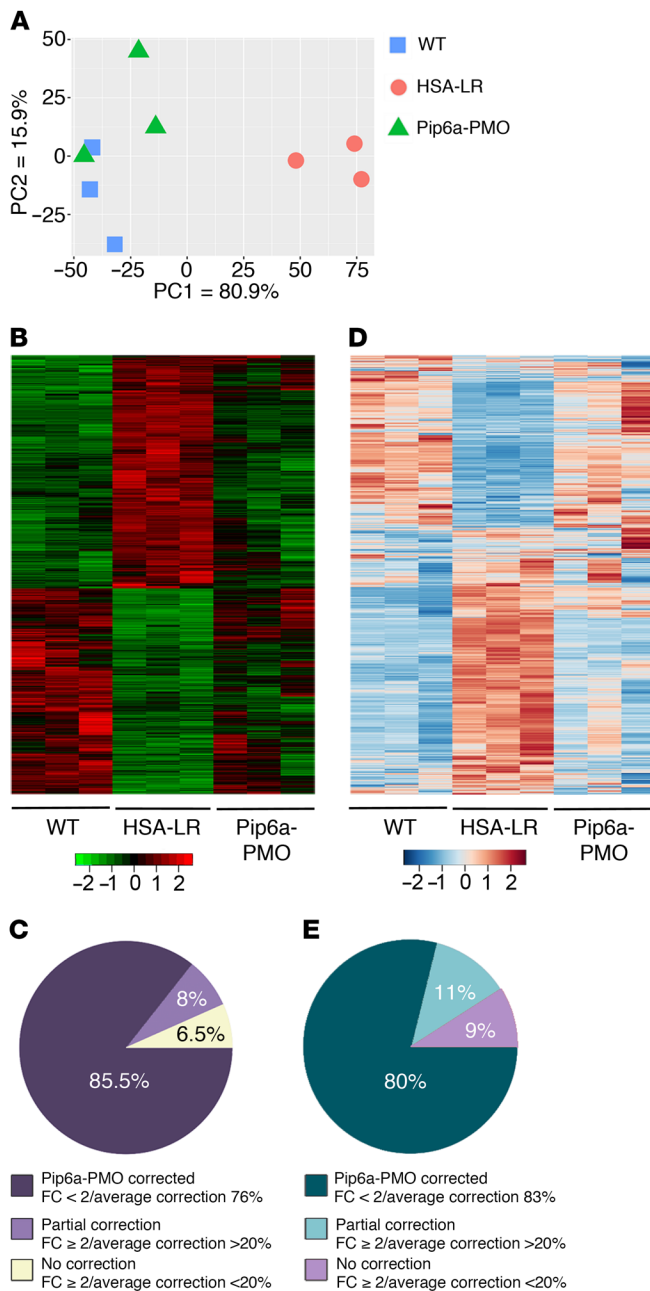 A
50
25
0
−25
PC2 = 15.9%
−50 −25 0 25 50 75
PC1 = 80.9%
WT
HSA-LR
Pip6a-PMO
B
WT HSA-LR Pip6a-
PMO
−2 −1 0 1 2
D
WT HSA-LR Pip6a-
PMO
−2 −1 0 1 2
C
8%
6.5%
85.5%
Pip6a-PMO corrected
FC < 2/average correction 76%
Partial correction
FC ≥ 2/average correction >20%
No correction
FC ≥ 2/average correction <20%
E
11%
9%
80%
Pip6a-PMO corrected
FC < 2/average correction 83%
Partial correction
FC ≥ 2/average correction >20%
No correction
FC ≥ 2/average correction <20%